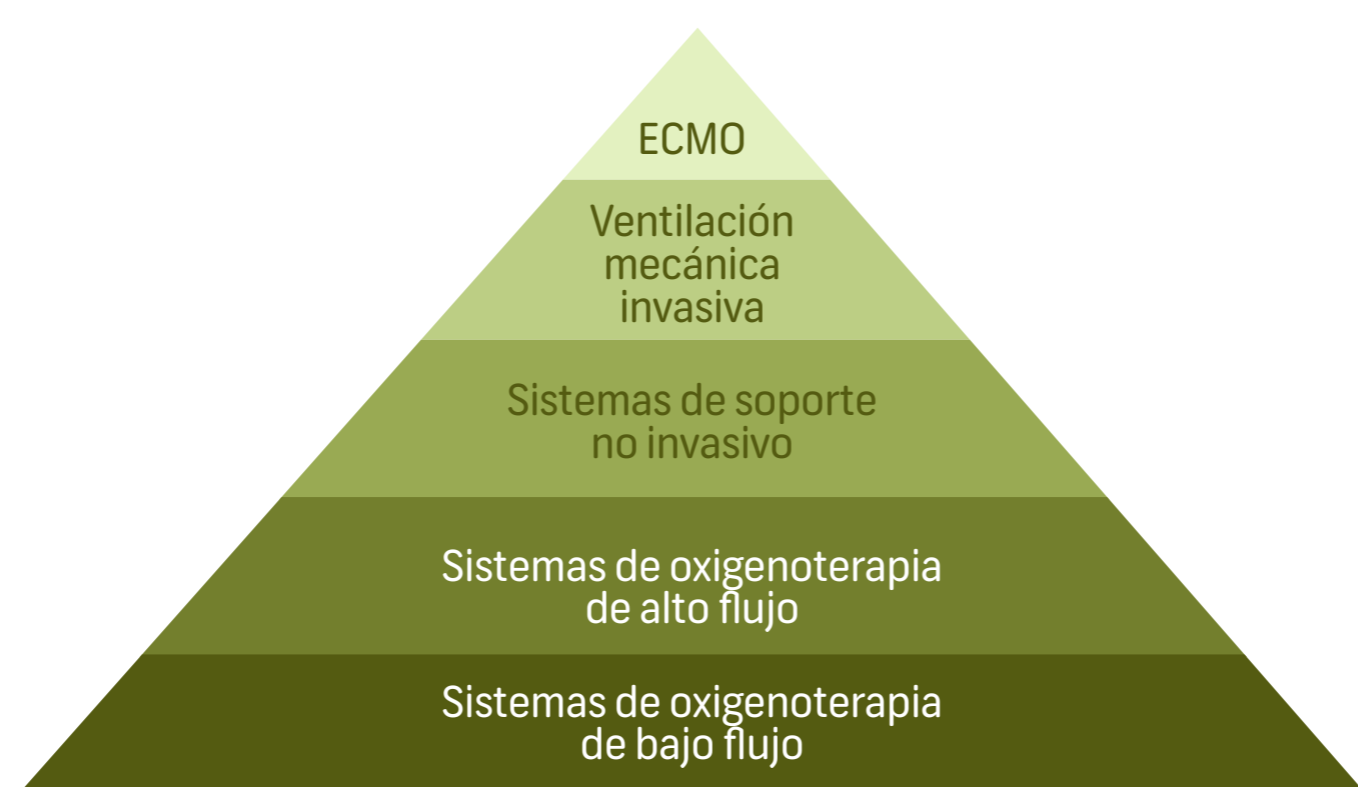 ECMO
Ventilación
mecánica
invasiva
Sistemas de soporte
no invasivo
Sistemas de oxigenoterapia
de alto flujo
Sistemas de oxigenoterapia
de bajo flujo